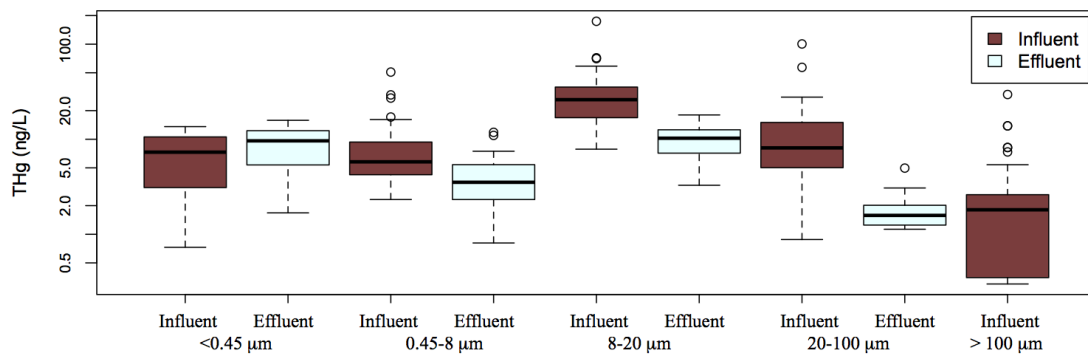 100.0
20.0
5.0
2.0
0.5
THg (ng/L)
Influent
Effluent
Influent Effluent Influent Effluent Influent Effluent Influent Effluent Influent
<0.45 μm 0.45-8 μm 8-20 μm 20-100 μm > 100 μm